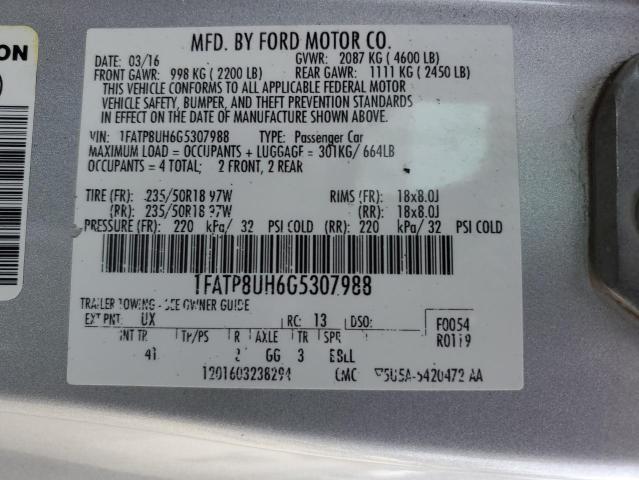 ON
MFD. BY FORD MOTOR CO.
DATE: 03/16 GVWR: 2087 KG ( 4600 LB)
FRONT GAWR: 998 KG ( 2200 LB) REAR GAWR: 1111 KG ( 2450 LB)
THIS VEHICLE CONFORMS TO ALL APPLICABLE FEDERAL MOTOR
VEHICLE SAFETY, BUMPER, AND THEFT PREVENTION STANDARDS
IN EFFECT ON THE DATE OF MANUFACTURE SHOWN ABOVE.
VIN: 1FATP8UH6G5307988 TYPE: Passenger Car
MAXIMUM LOAD = OCCUPANTS + LUGGAGE = 301KG/ 664LB
OCCUPANTS = 4 TOTAL; 2 FRONT, 2 REAR
TIRE (FR): 235/50R18 97W RIMS (FR): 18x8.0J
(RR): 235/50R18 97W (RR): 18x8.0J
PRESSURE (FR): 220 kPa/ 32 PSI COLD (RR): 220 kPa/ 32 PSI COLD
1FATP8UH6G5307988
TRAILER TOWING - SEE OWNER GUIDE
EXT PNT: UX RC: 13 DSO: F0054
R0119
INT TR TP/PS R AXLE TR SPR
41 2 GG 3
1201603238294 CMC